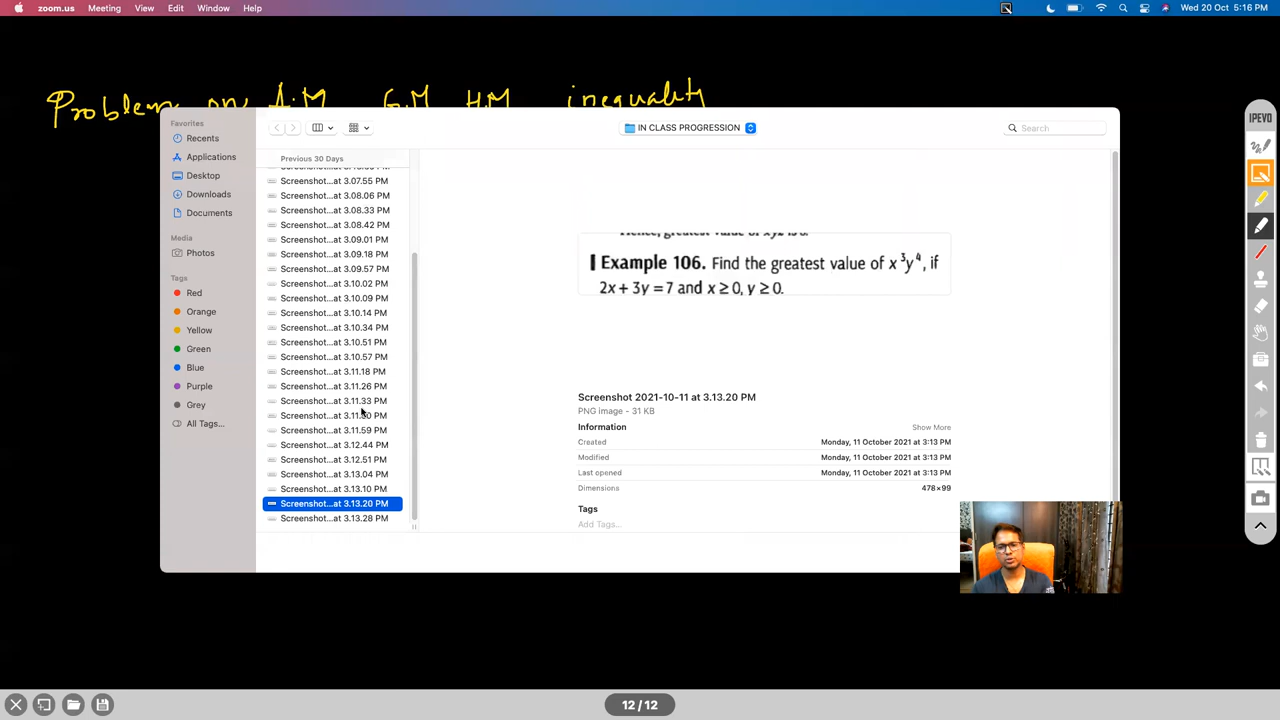 zoom.us Meeting View Edit Window Help
Wed 20 Oct 5:16 PM
Problem on A.M G.M H.M inequality
IPEVO
Favorites
Recents
Applications
Desktop
Downloads
Documents
Media
Photos
Tags
Red
Orange
Yellow
Green
Blue
Purple
Grey
All Tags...
IN CLASS PROGRESSION
Search
Previous 30 Days
Screenshot...at 3.07.55 PM
Screenshot...at 3.08.06 PM
Screenshot...at 3.08.33 PM
Screenshot...at 3.08.42 PM
Screenshot...at 3.09.01 PM
Screenshot...at 3.09.18 PM
Screenshot...at 3.09.57 PM
Screenshot...at 3.10.02 PM
Screenshot...at 3.10.09 PM
Screenshot...at 3.10.14 PM
Screenshot...at 3.10.34 PM
Screenshot...at 3.10.51 PM
Screenshot...at 3.10.57 PM
Screenshot...at 3.11.18 PM
Screenshot...at 3.11.26 PM
Screenshot...at 3.11.33 PM
Screenshot...at PM
Screenshot...at 3.11.59 PM
Screenshot...at 3.12.44 PM
Screenshot...at 3.12.51 PM
Screenshot...at 3.13.04 PM
Screenshot...at 3.13.10 PM
Screenshot...at 3.13.20 PM
Screenshot...at 3.13.28 PM
Hence, greatest value of xyz is 8.
Example 106. Find the greatest value of x³y⁴, if
2x + 3y = 7 and x ≥ 0, y ≥ 0.
Screenshot 2021-10-11 at 3.13.20 PM
PNG image - 31 KB
Information Show More
Created Monday, 11 October 2021 at 3:13 PM
Modified Monday, 11 October 2021 at 3:13 PM
Last opened Monday, 11 October 2021 at 3:13 PM
Dimensions 478×99
Tags
Add Tags...
12 / 12